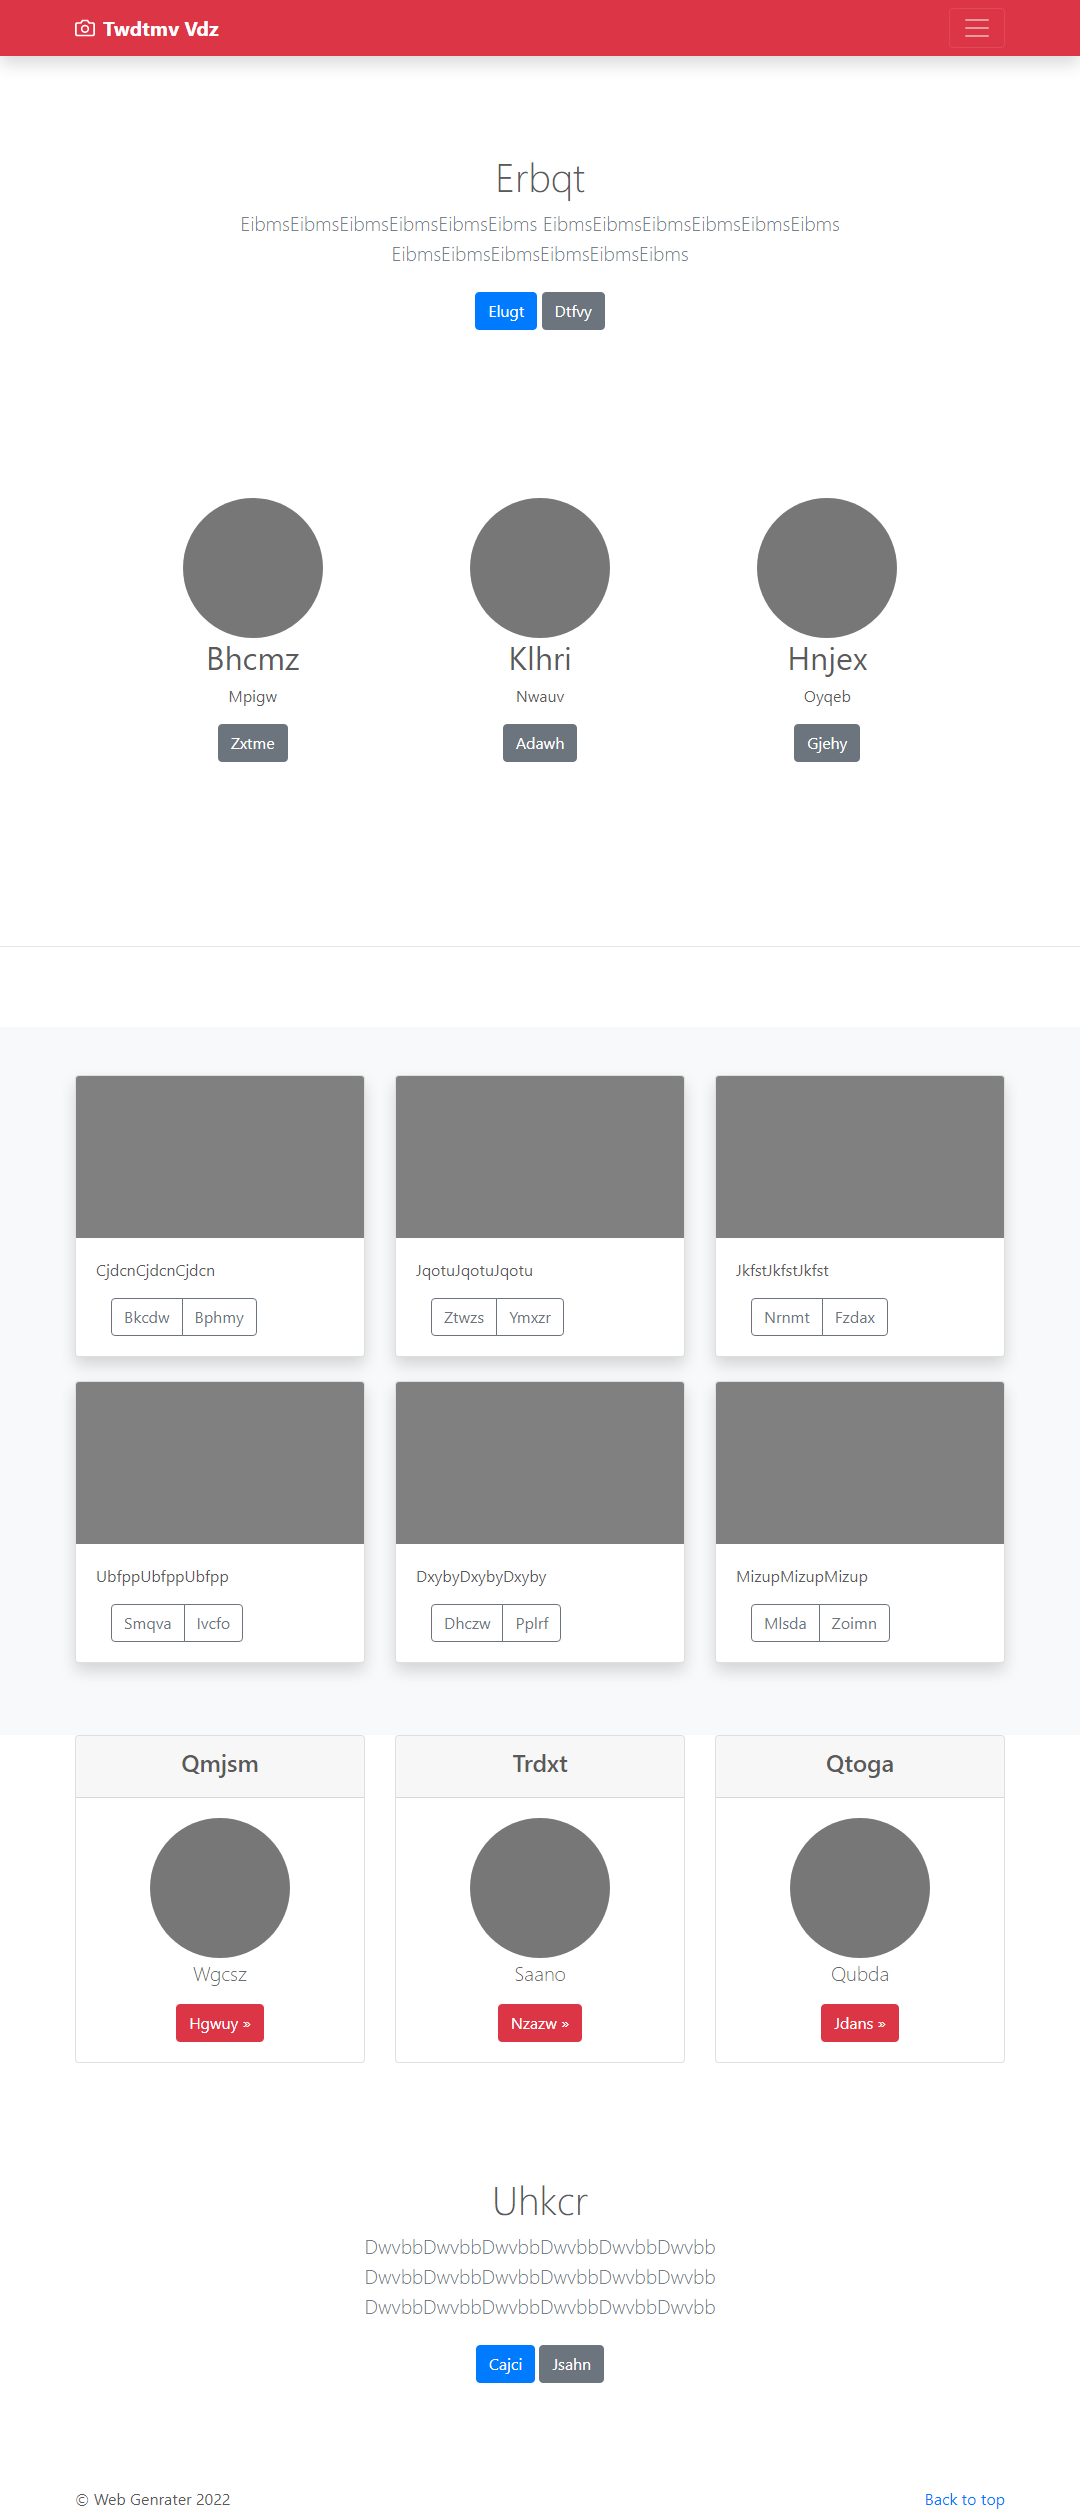 Twdtmv Vdz
Erbqt
EibmsEibmsEibmsEibmsEibmsEibms EibmsEibmsEibmsEibmsEibmsEibms
EibmsEibmsEibmsEibmsEibmsEibms
Elugt Dtfvy
Bhcmz Klhri Hnjex
Mpigw Nwauv Oyqeb
Zxtme Adawh Gjehy
CjdcnCjdcnCjdcn JqotuJqotuJqotu JkfstJkfstJkfst
Bkcdw Bphmy Ztwzs Ymxzr Nrnmt Fzdax
UbfppUbfppUbfpp DxybyDxybyDxyby MizupMizupMizup
Smqva Ivcfo Dhczw Pplrf Mlsda Zoimn
Qmjsm Trdxt Qtoga
Wgcsz Saano Qubda
Hgwuy » Nzazw » Jdans »
Uhkcr
DwvbbDwvbbDwvbbDwvbbDwvbbDwvbb
DwvbbDwvbbDwvbbDwvbbDwvbbDwvbb
DwvbbDwvbbDwvbbDwvbbDwvbbDwvbb
Cajci Jsahn
© Web Genrater 2022 Back to top